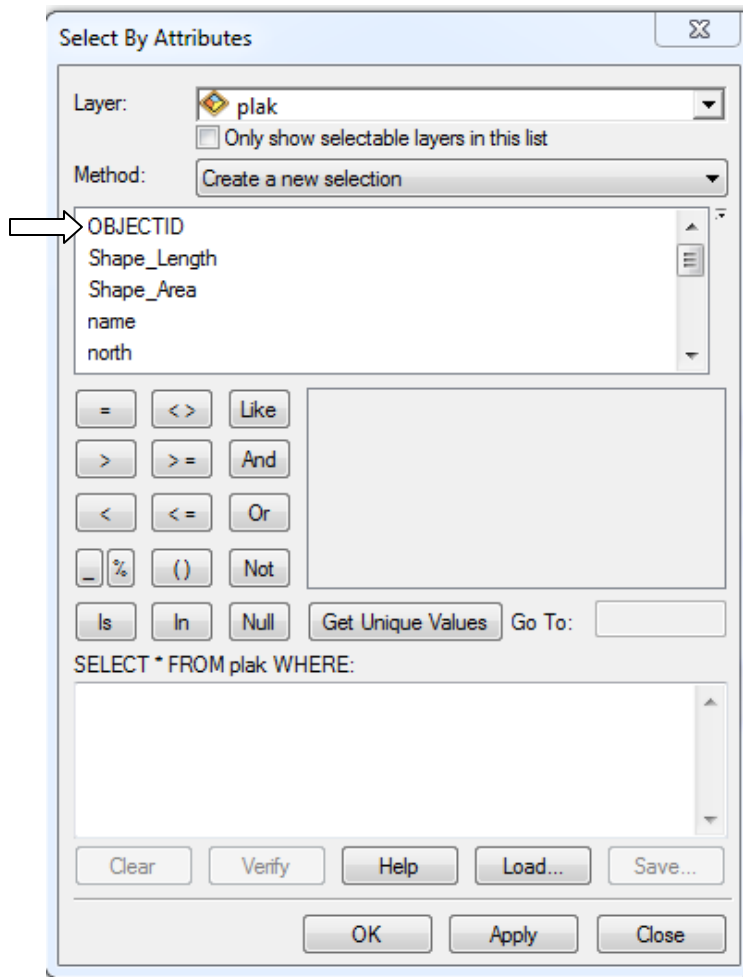 Select By Attributes
Layer: plak
Only show selectable layers in this list
Method: Create a new selection
OBJECTID
Shape_Length
Shape_Area
name
north
= < > Like
> > = And
< < = Or
_ % ( ) Not
Is In Null Get Unique Values Go To:
SELECT * FROM plak WHERE:
Clear Verify Help Load... Save...
OK Apply Close